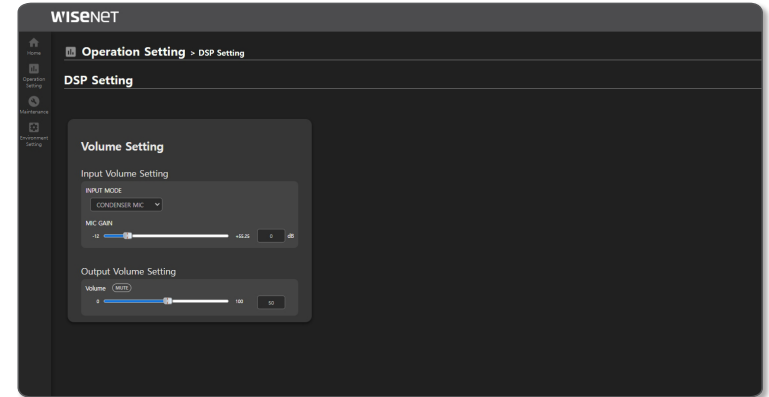 WISENET
Home
Operation Setting > DSP Setting
Operation
Setting
DSP Setting
Maintenance
Environment
Setting
Volume Setting
Input Volume Setting
INPUT MODE
CONDENSER MIC
MIC GAIN
-12 +55.25 0 dB
Output Volume Setting
Volume MUTE
0 100 50